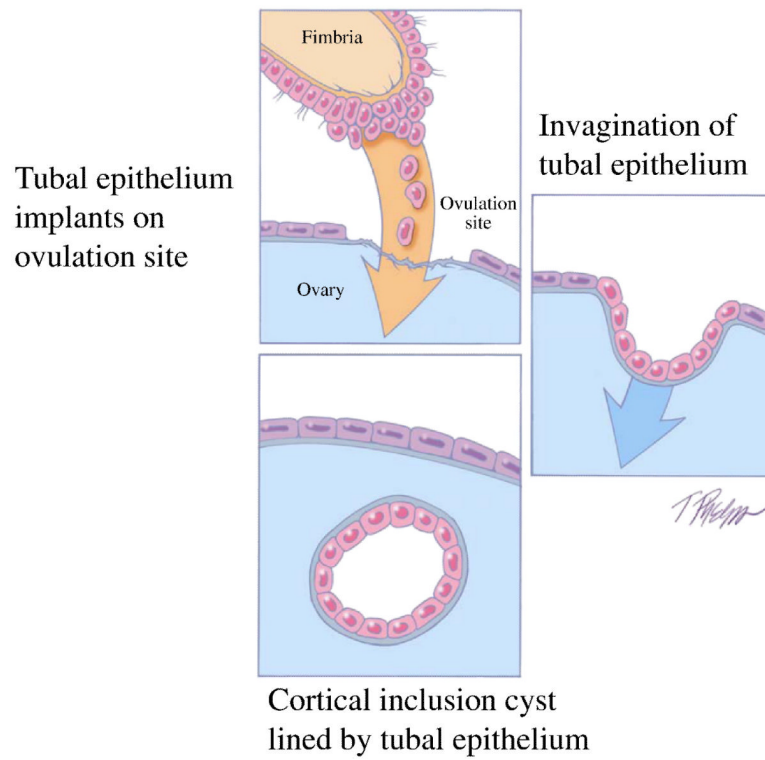 Fimbria
Tubal epithelium
implants on
ovulation site
Ovulation
site
Ovary
Invagination of
tubal epithelium
Cortical inclusion cyst
lined by tubal epithelium